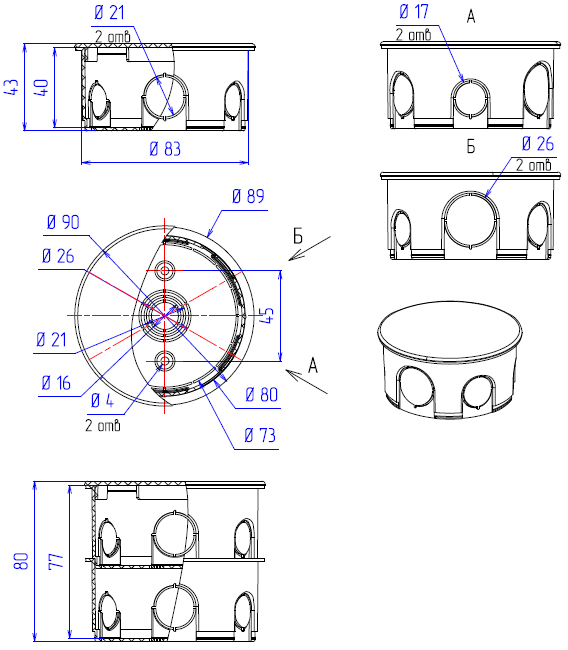 Ø 21
2 отв
43
40
Ø 83
Ø 17
2 отв
А
Б
Ø 26
2 отв
Ø 89
Ø 90
Ø 26
Б
45
Ø 21
Ø 16
Ø 4
2 отв
А
Ø 80
Ø 73
80
77